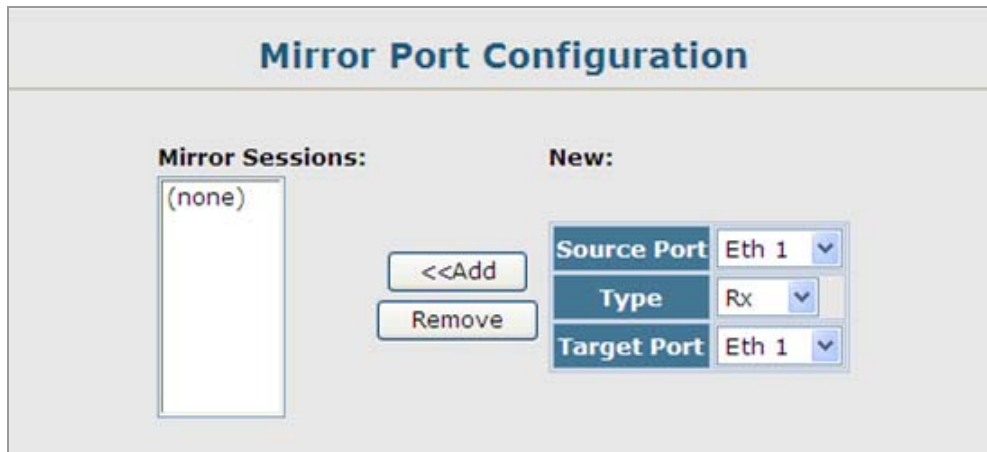 Mirror Port Configuration
Mirror Sessions:
(none)
<<Add
Remove
New:
Source Port Eth 1
Type Rx
Target Port Eth 1